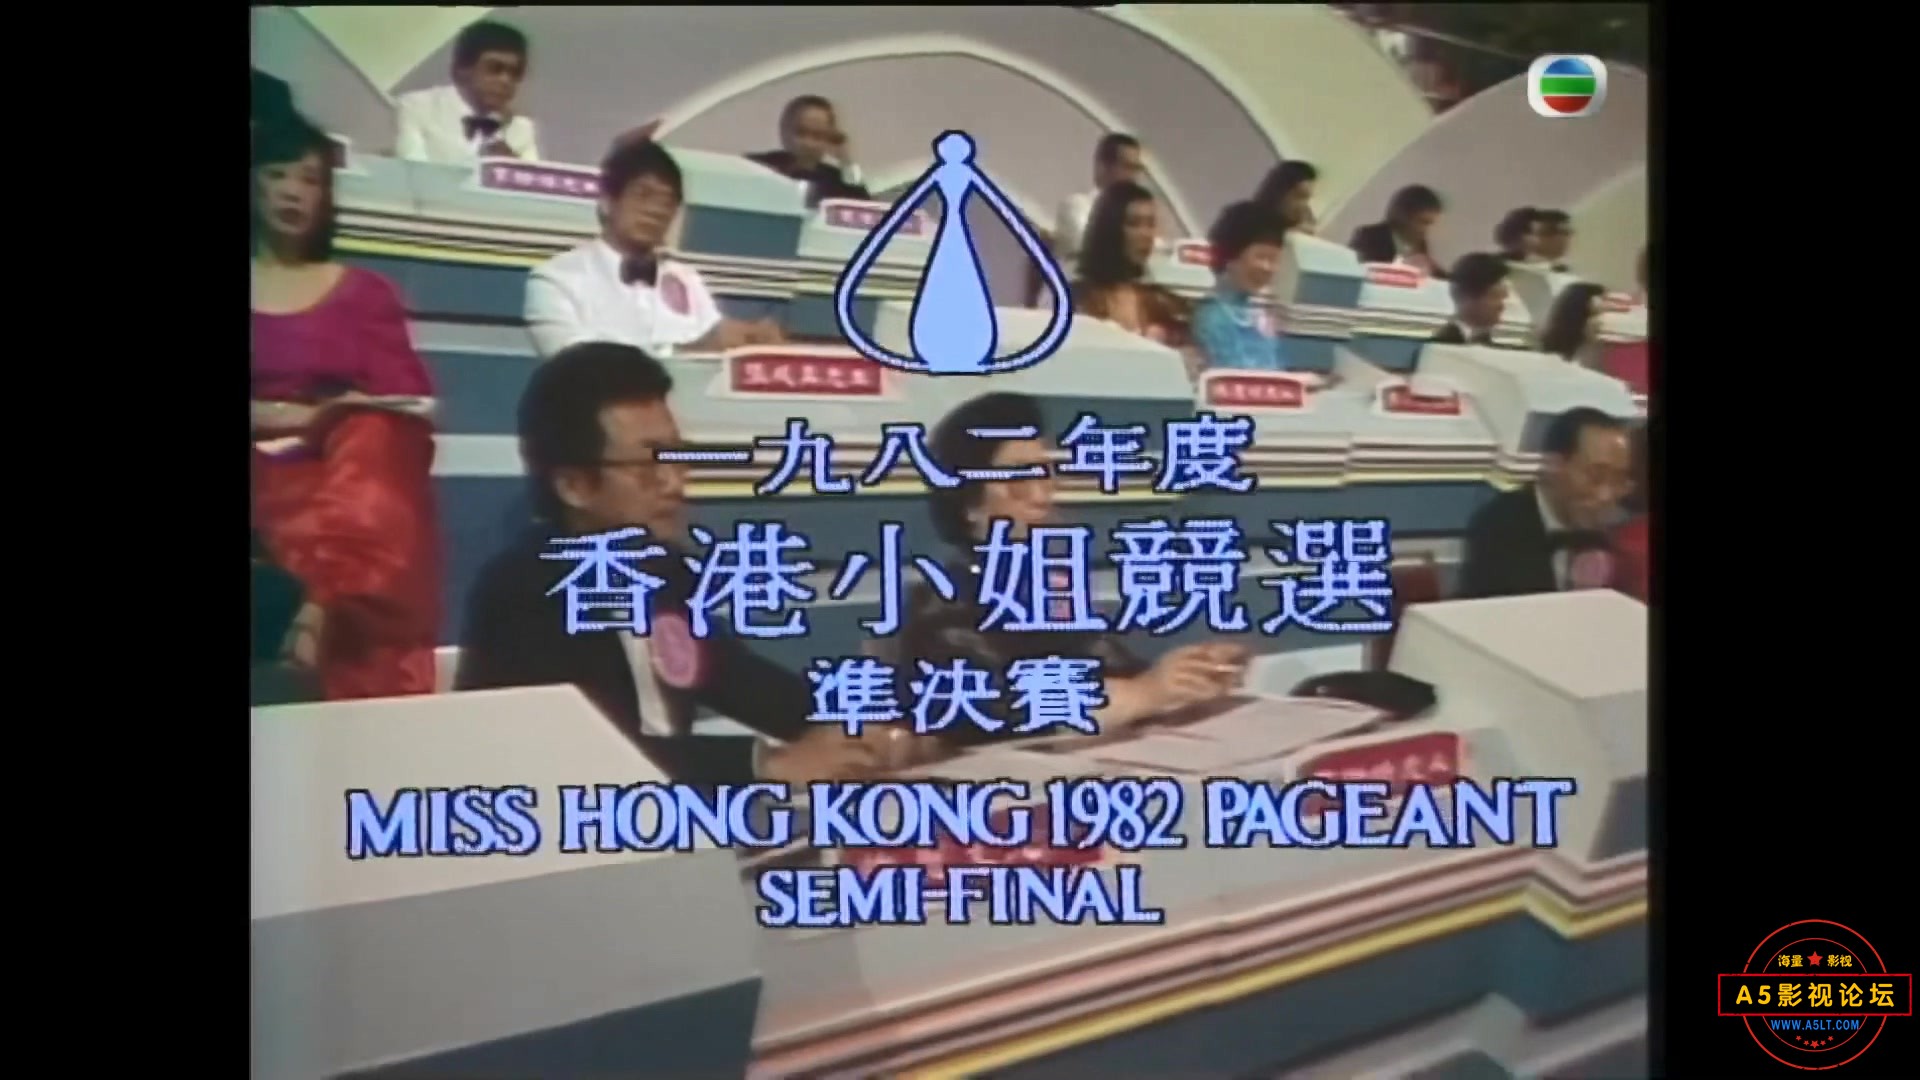 一九八二年度
香港小姐競選
準決賽
MISS HONG KONG 1982 PAGEANT
SEMI-FINAL
海量 影视
A5影视论坛
WWW.A5LT.COM